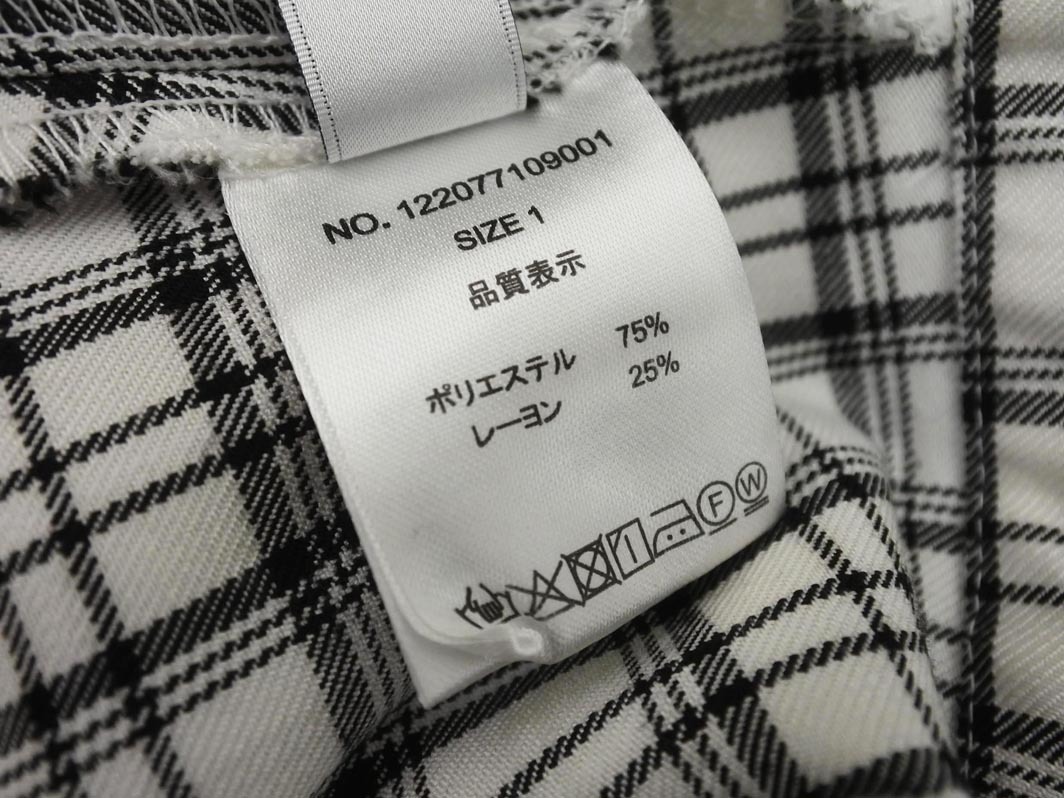 NO. 122077109001
SIZE 1
品質表示
ポリエステル 75%
レーヨン 25%
F W